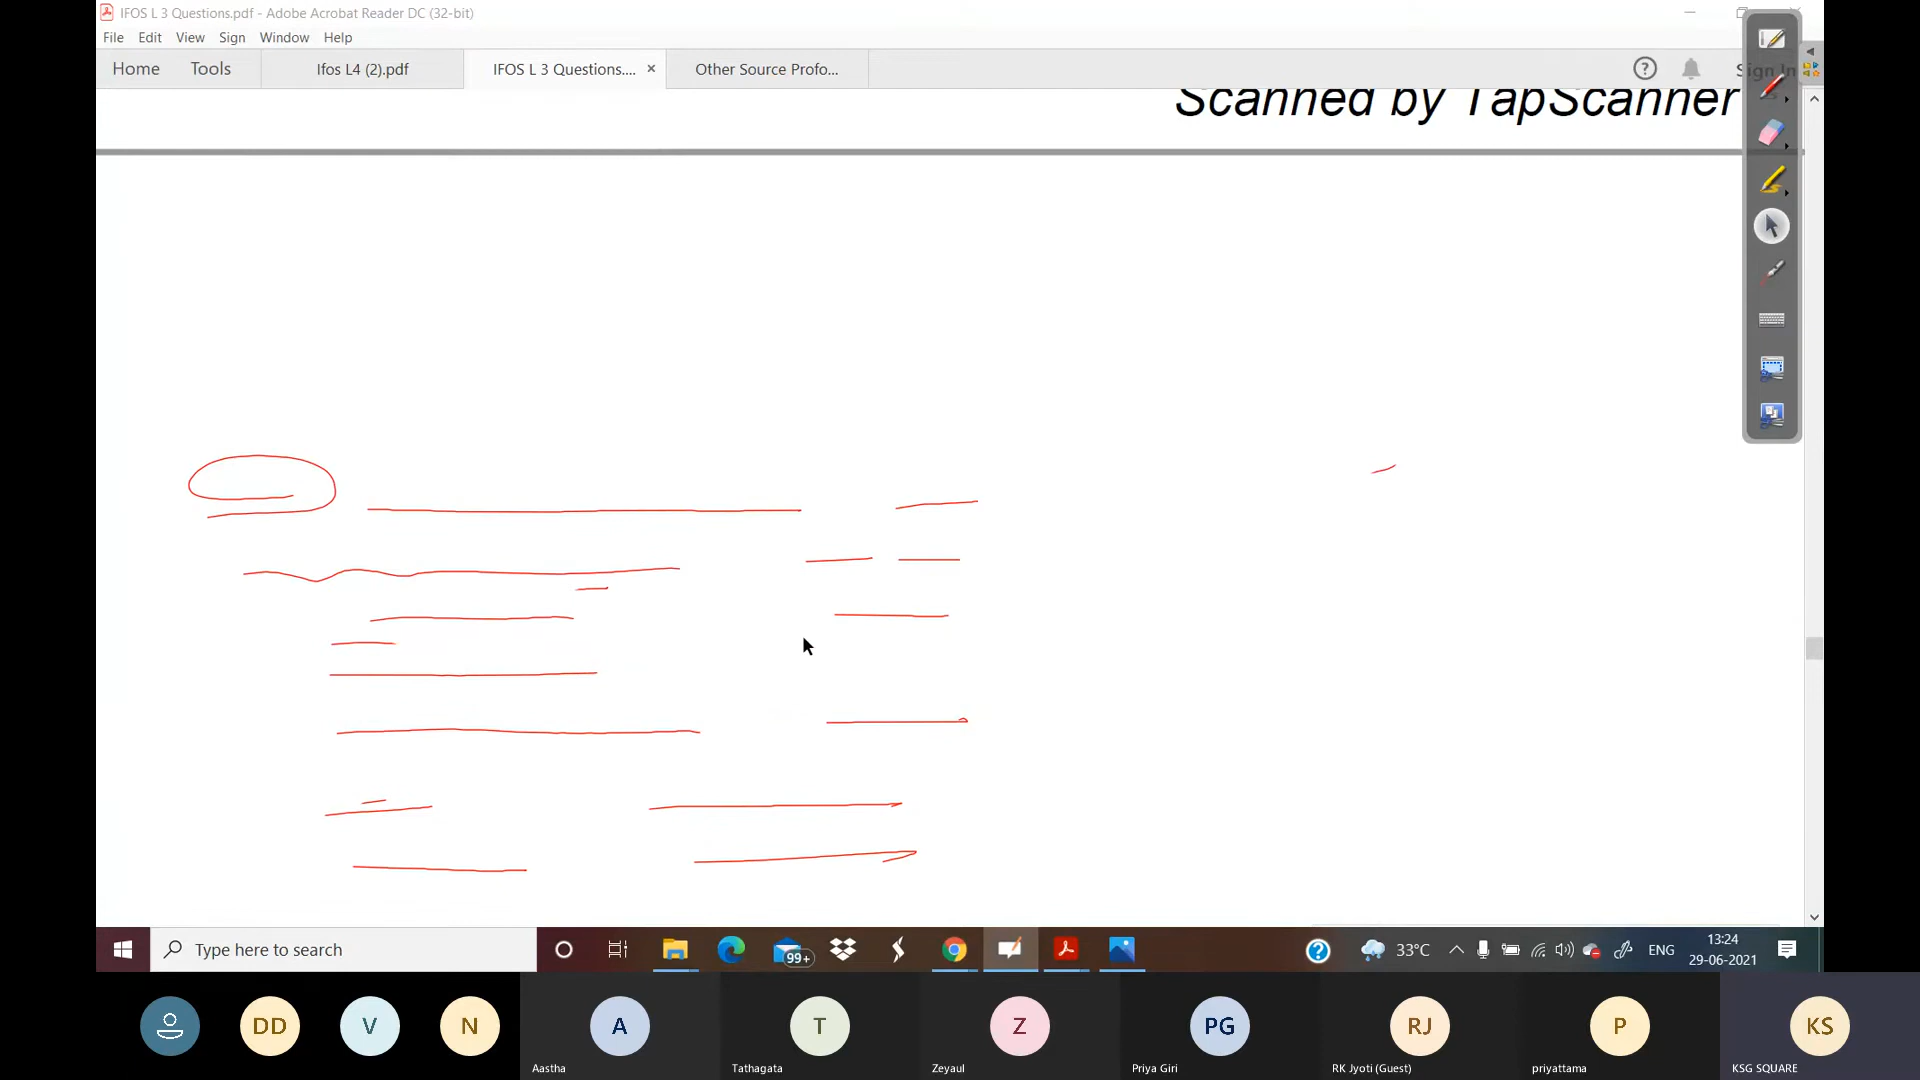 IFOS L 3 Questions.pdf - Adobe Acrobat Reader DC (32-bit)
File Edit View Sign Window Help
Home Tools Ifos L4 (2).pdf IFOS L 3 Questions.... × Other Source Profo... Sign In
Scanned by TapScanner
Type here to search
99+
33°C ENG 13:24
29-06-2021
DD V N A T Z PG RJ P KS
Aastha Tathagata Zeyaul Priya Giri RK Jyoti (Guest) priyattama KSG SQUARE